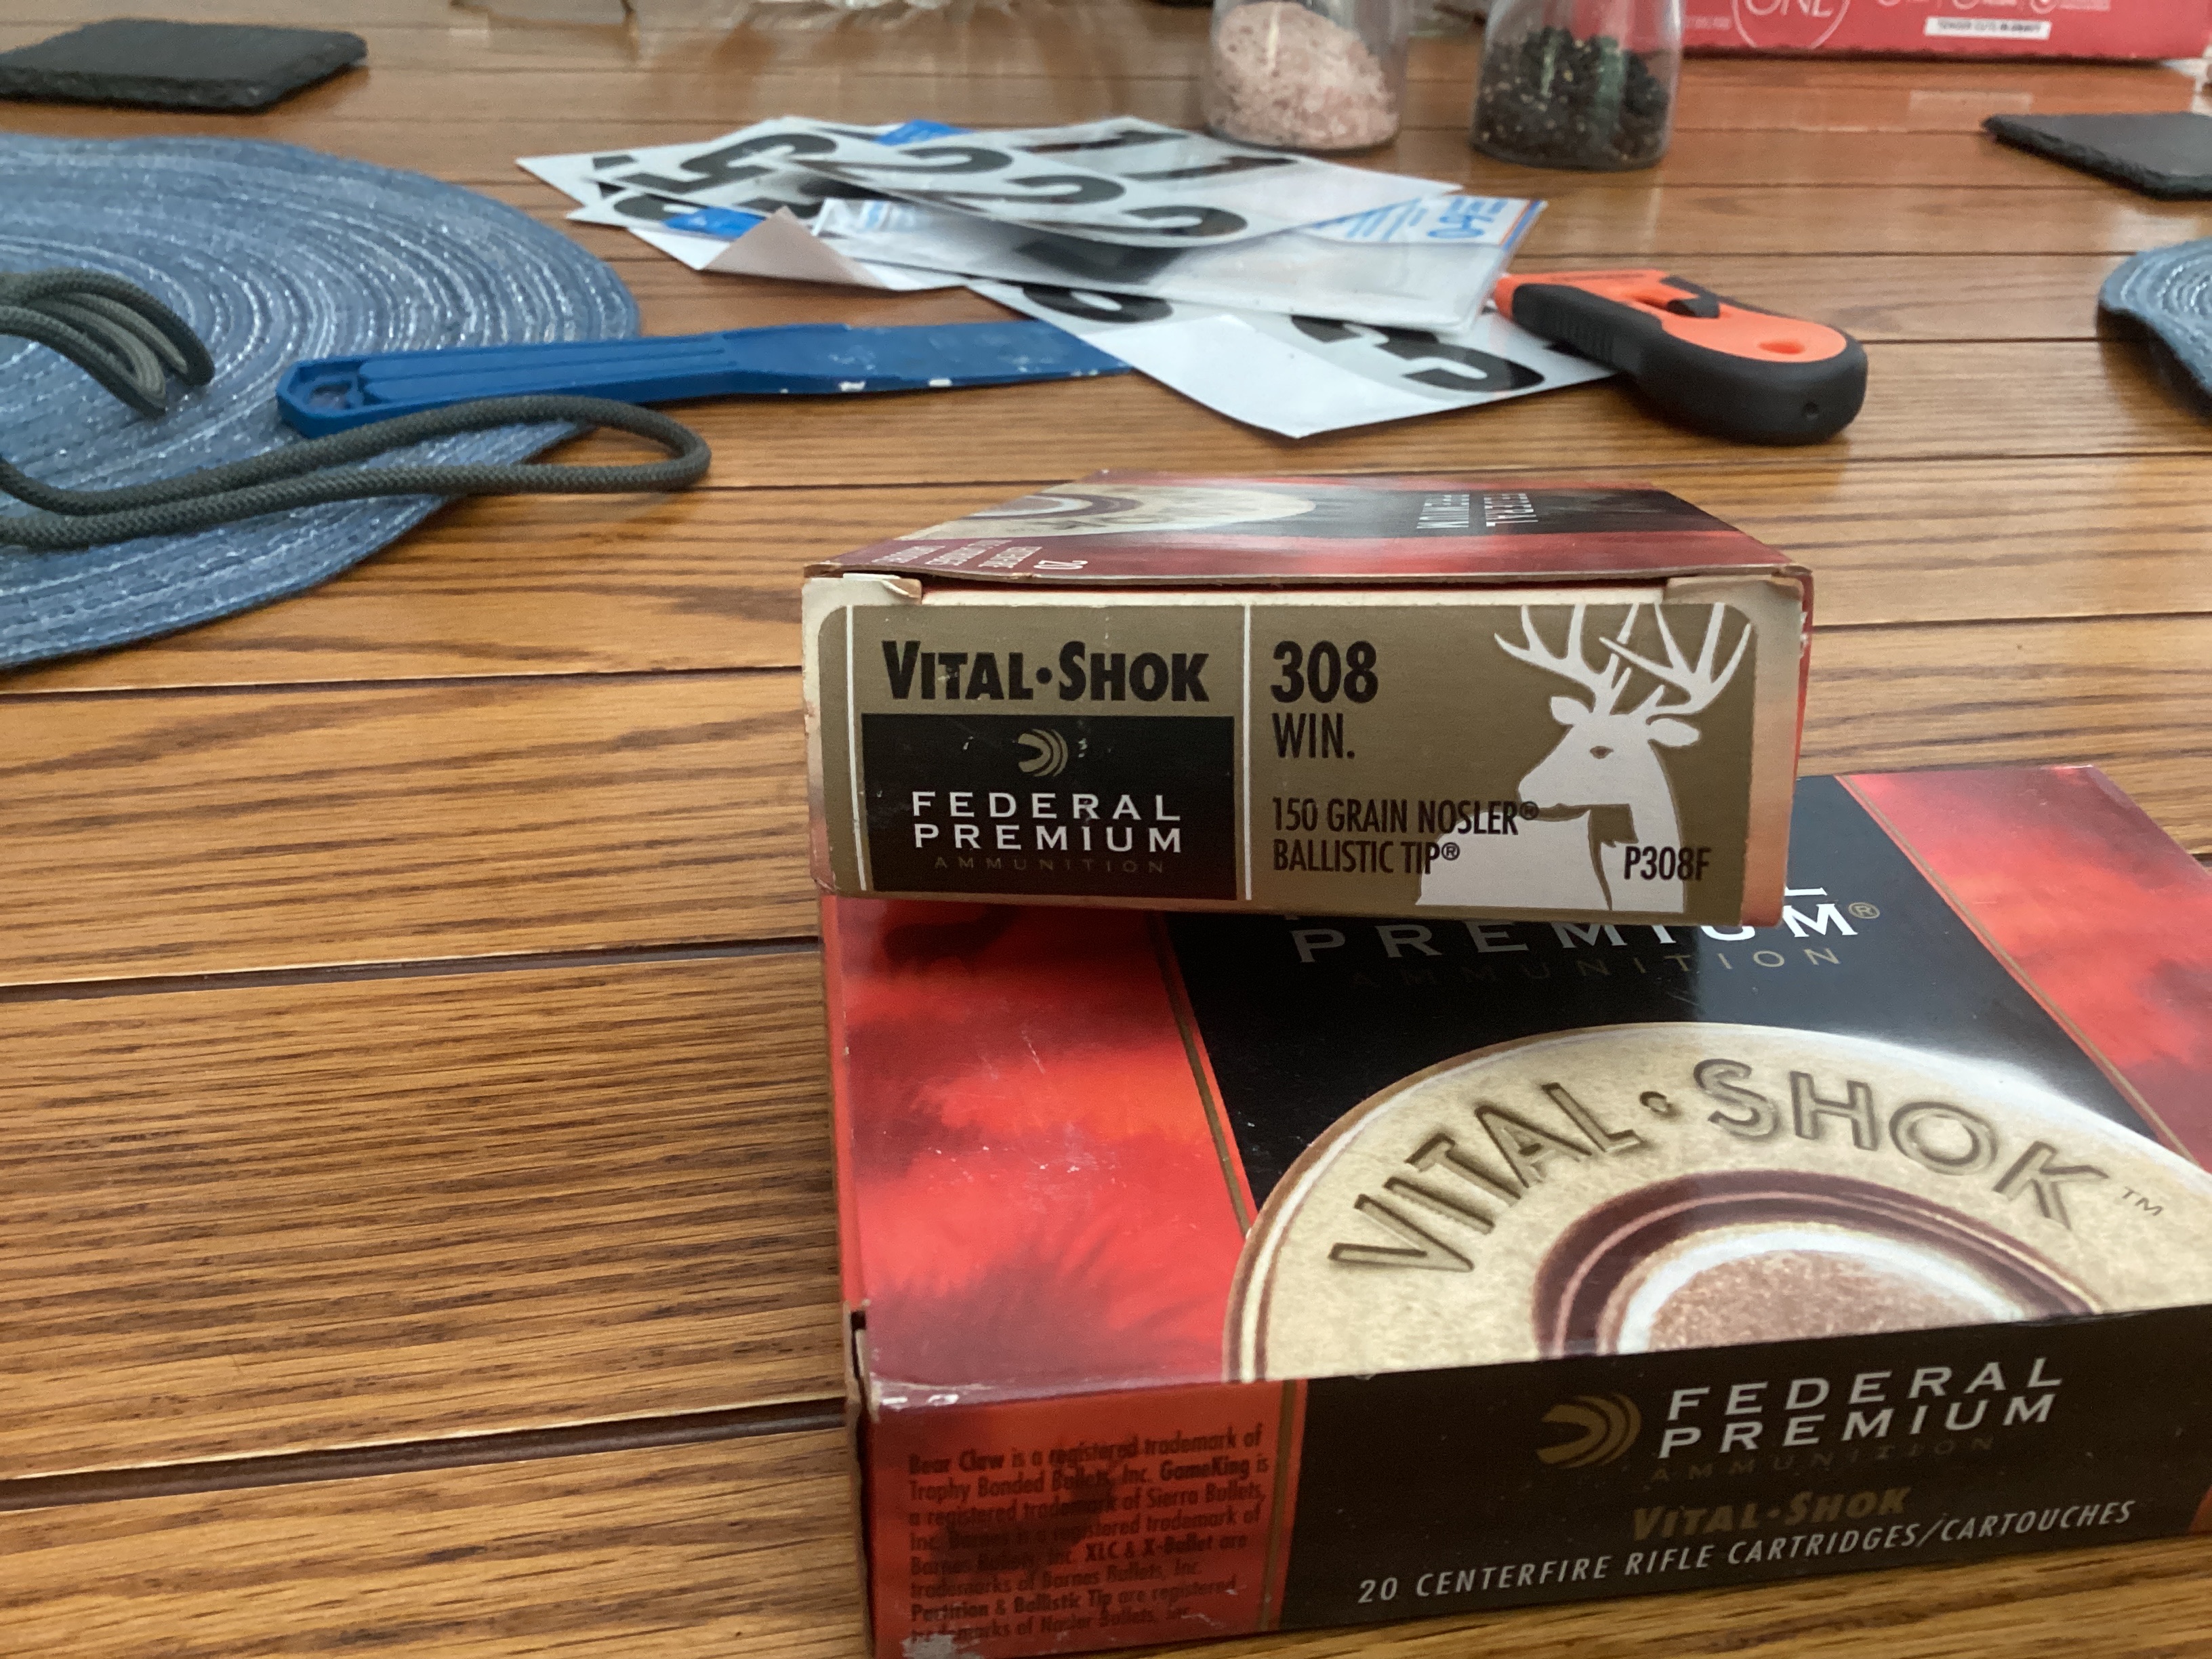 ONE
VITAL•SHOK
FEDERAL
PREMIUM
AMMUNITION
308
WIN.
150 GRAIN NOSLER®
BALLISTIC TIP®
P308F
20
PREMIUM®
AMMUNITION
VITAL•SHOK™
FEDERAL
PREMIUM
AMMUNITION
VITAL•SHOK
20 CENTERFIRE RIFLE CARTRIDGES/CARTOUCHES
Bear Claw is a registered trademark of
Trophy Bonded Bullets, Inc. GameKing is
a registered trademark of Sierra Bullets,
Inc. Barnes is a registered trademark of
Barnes Bullets, Inc. XLC & X-Bullet are
trademarks of Barnes Bullets, Inc.
Partition & Ballistic Tip are registered
trademarks of Nosler Bullets, Inc.